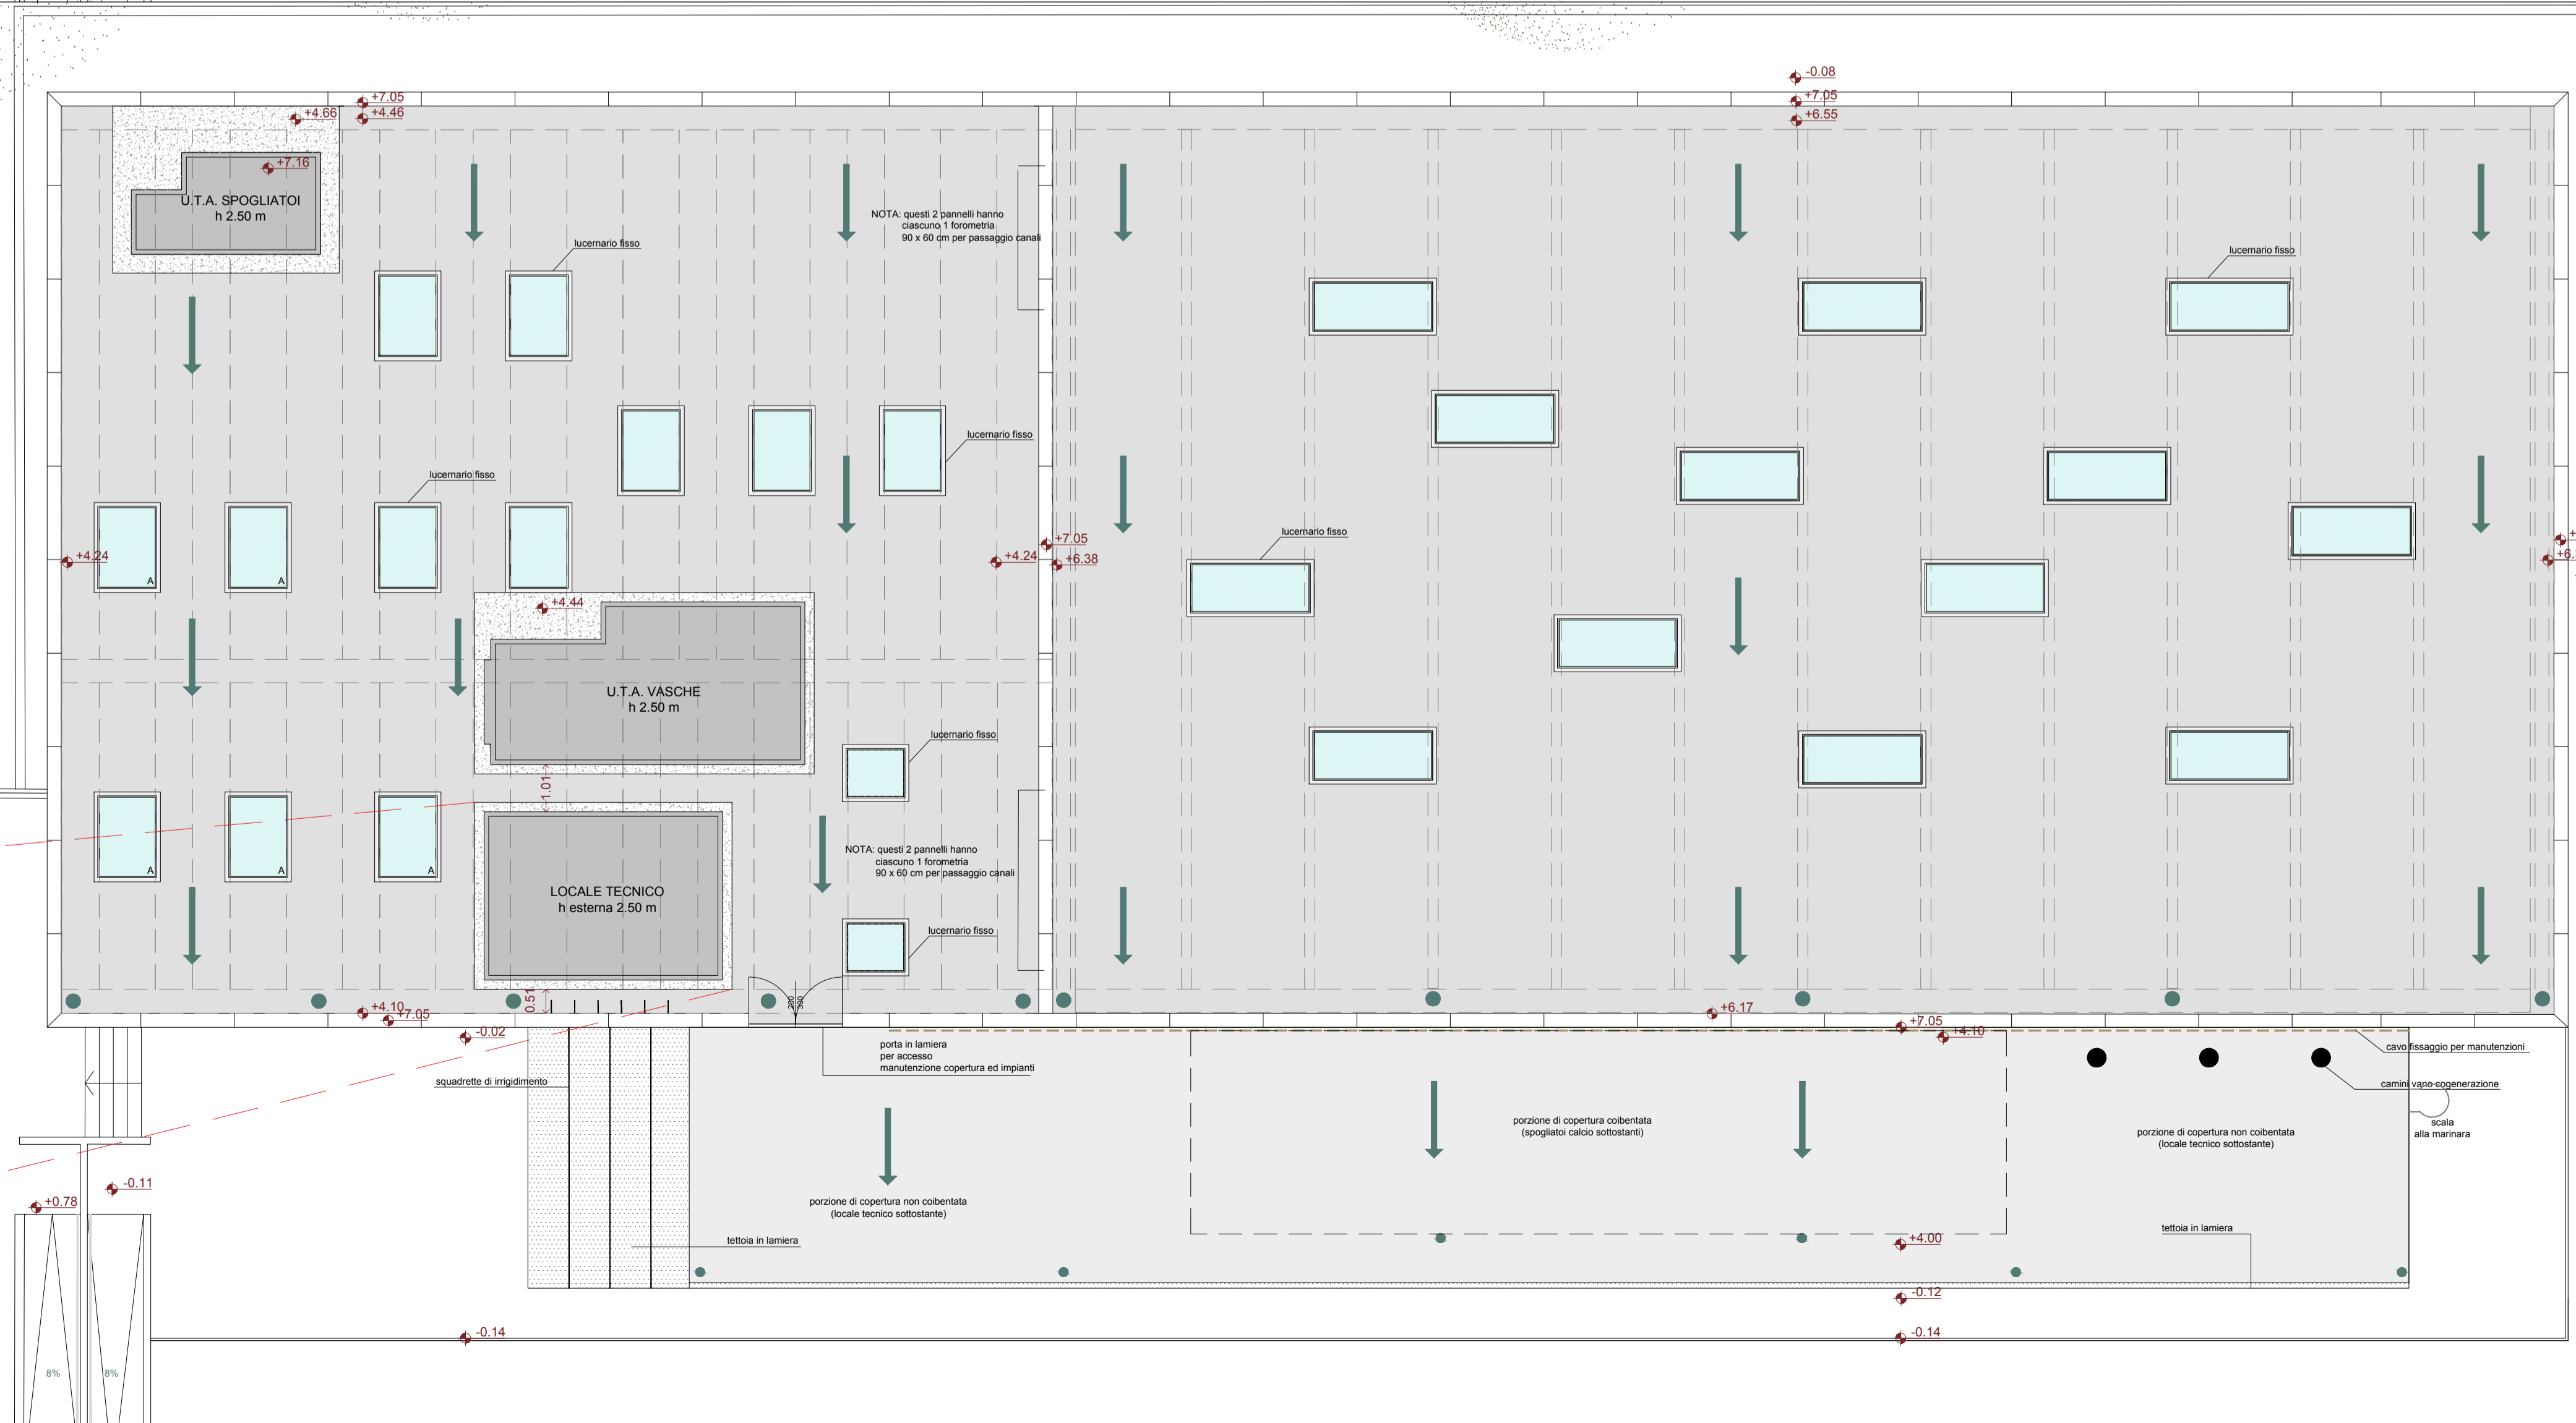 -0.08
+7.05
+7.05
+4.66
+4.46
+6.55
+7.16
U.T.A. SPOGLIATOI
h 2.50 m
NOTA: questi 2 pannelli hanno
ciascuno 1 forometria
90 x 60 cm per passaggio canali
lucernario fisso
lucernario fisso
lucernario fisso
lucernario fisso
lucernario fisso
+7.05
+4.24
+4.24
+6.38
A
A
+4.44
U.T.A. VASCHE
h 2.50 m
lucernario fisso
1.01
NOTA: questi 2 pannelli hanno
ciascuno 1 forometria
90 x 60 cm per passaggio canali
A
A
A
LOCALE TECNICO
h esterna 2.50 m
lucernario fisso
0.51
+4.10
+7.05
+6.17
-0.02
+7.05
+4.10
porta in lamiera
per accesso
manutenzione copertura ed impianti
cavo fissaggio per manutenzioni
squadrette di irrigidimento
camini vano cogenerazione
porzione di copertura coibentata
(spogliatoi calcio sottostanti)
scala
alla marinara
porzione di copertura non coibentata
(locale tecnico sottostante)
-0.11
+0.78
porzione di copertura non coibentata
(locale tecnico sottostante)
tettoia in lamiera
tettoia in lamiera
+4.00
-0.12
-0.14
-0.14
8%
8%